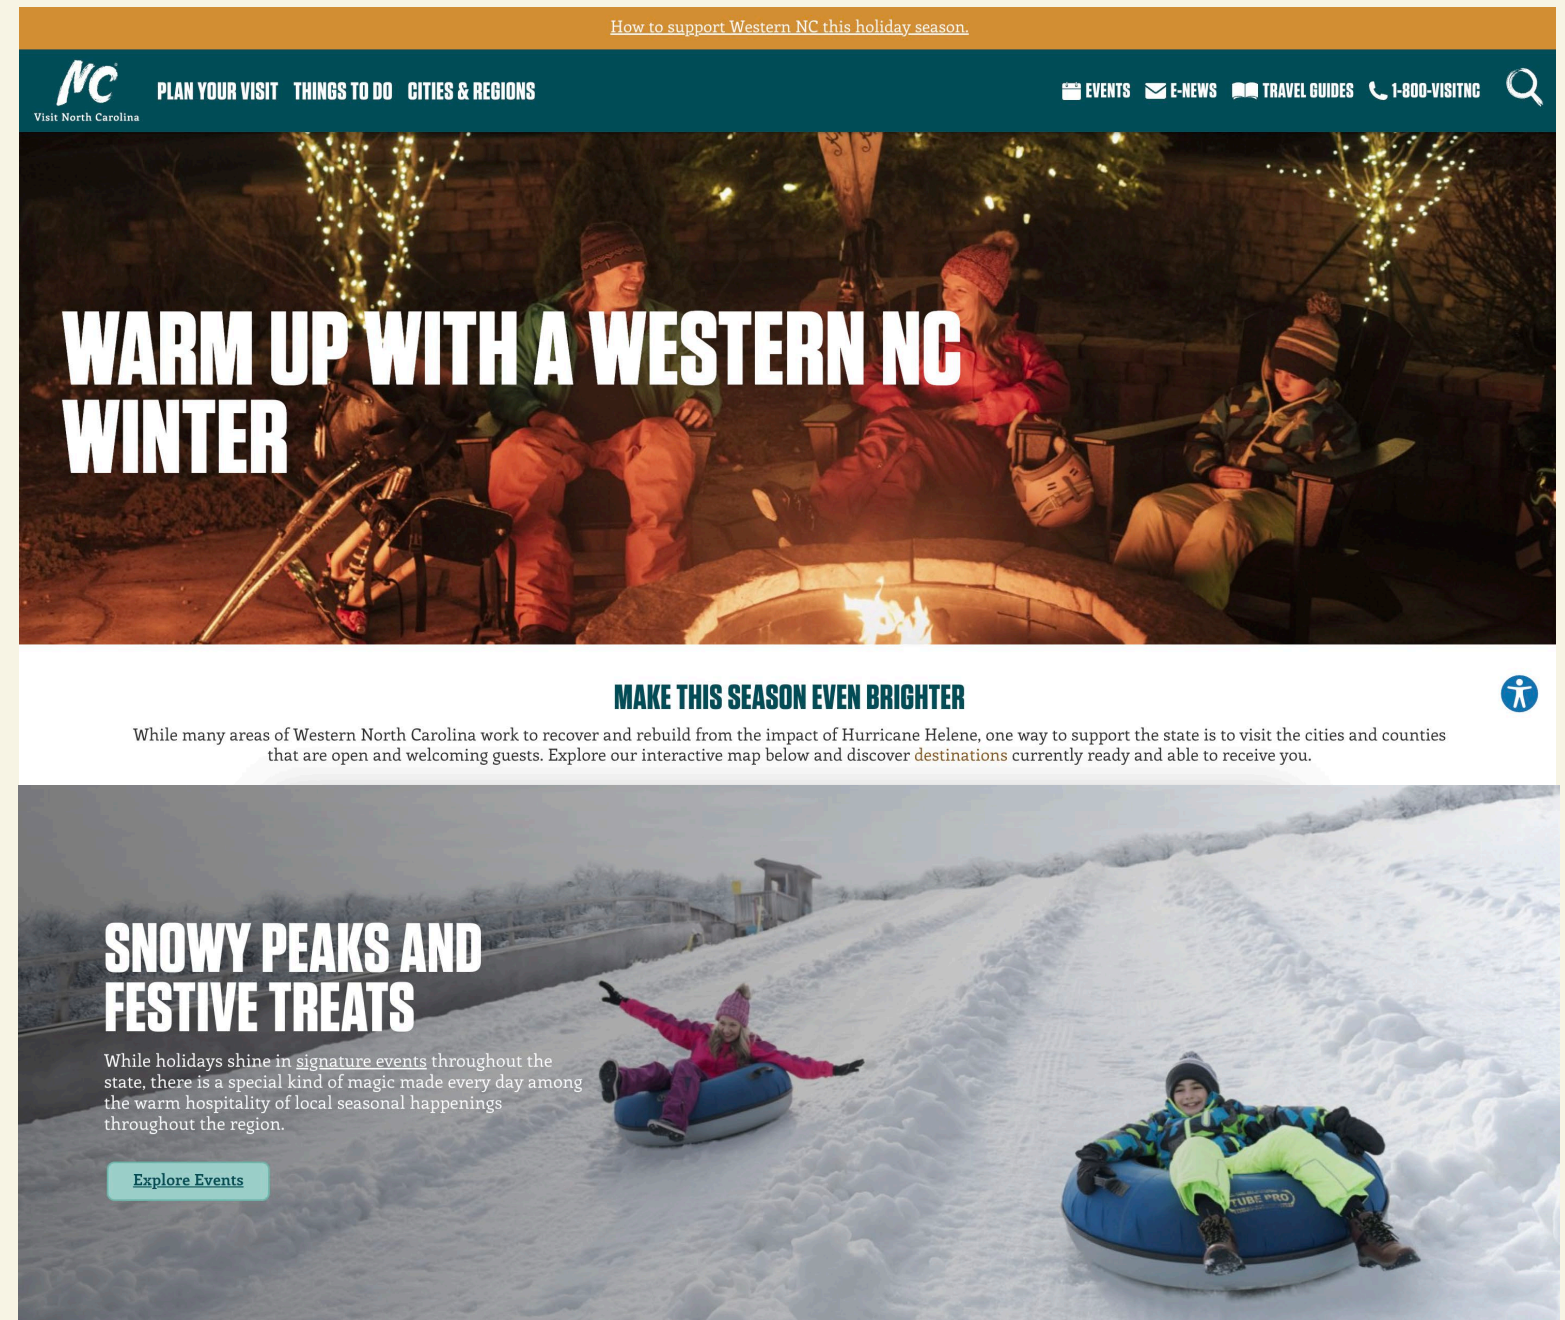 How to support Western NC this holiday season.
NC
Visit North Carolina
PLAN YOUR VISIT THINGS TO DO CITIES & REGIONS
EVENTS E-NEWS TRAVEL GUIDES 1-800-VISITNC
WARM UP WITH A WESTERN NC
WINTER
MAKE THIS SEASON EVEN BRIGHTER
While many areas of Western North Carolina work to recover and rebuild from the impact of Hurricane Helene, one way to support the state is to visit the cities and counties
that are open and welcoming guests. Explore our interactive map below and discover destinations currently ready and able to receive you.
SNOWY PEAKS AND
FESTIVE TREATS
While holidays shine in signature events throughout the
state, there is a special kind of magic made every day among
the warm hospitality of local seasonal happenings
throughout the region.
Explore Events
TUBE PRO